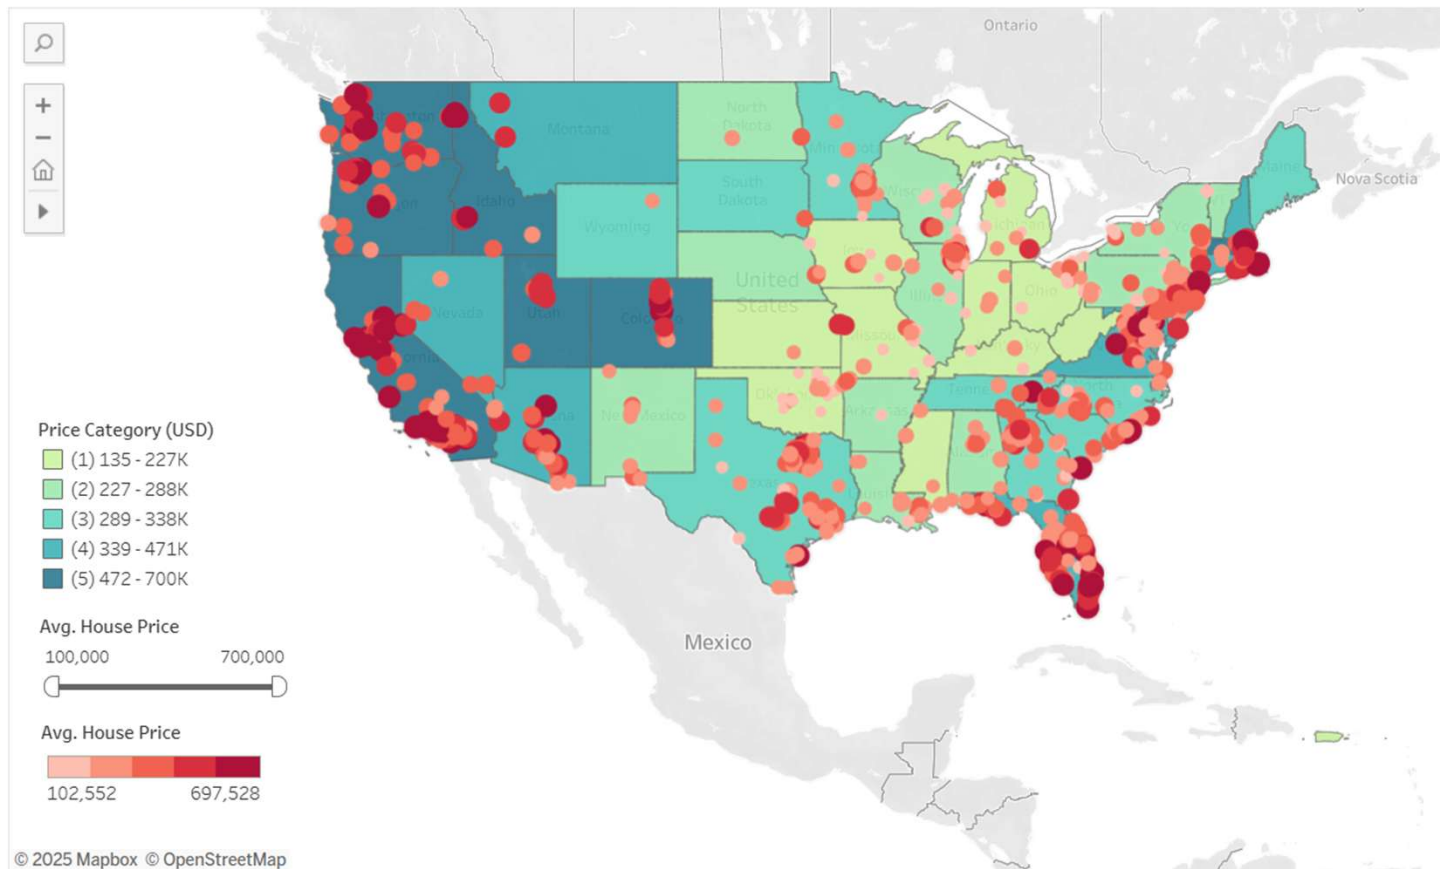 Ontario
Nova Scotia
North
Dakota
Montana
South
Dakota
Idaho
Wyoming
Maine
United
States
Nevada
Utah
Ohio
Mexico
Price Category (USD)
(1) 135 - 227K
(2) 227 - 288K
(3) 289 - 338K
(4) 339 - 471K
(5) 472 - 700K
Avg. House Price
100,000 700,000
Avg. House Price
102,552 697,528
© 2025 Mapbox © OpenStreetMap